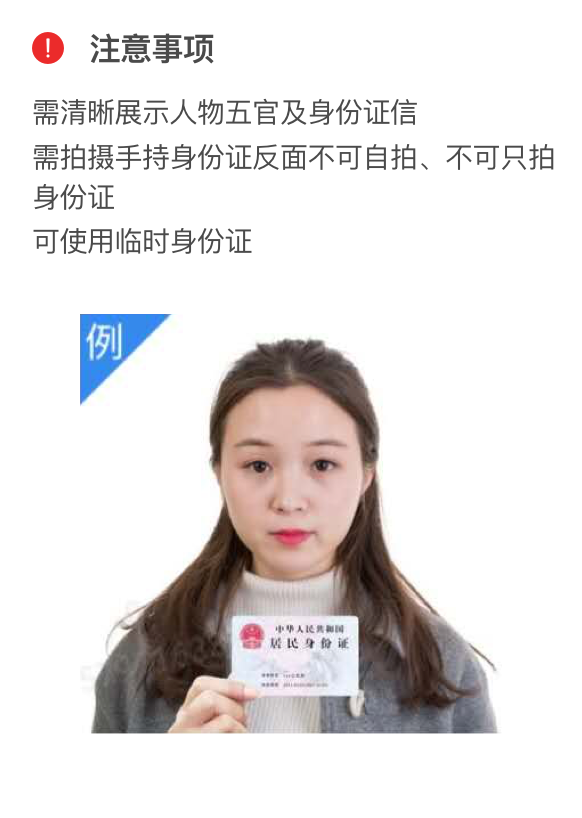 注意事项
需清晰展示人物五官及身份证信
需拍摄手持身份证反面不可自拍、不可只拍
身份证
可使用临时身份证
例
中华人民共和国
居民身份证